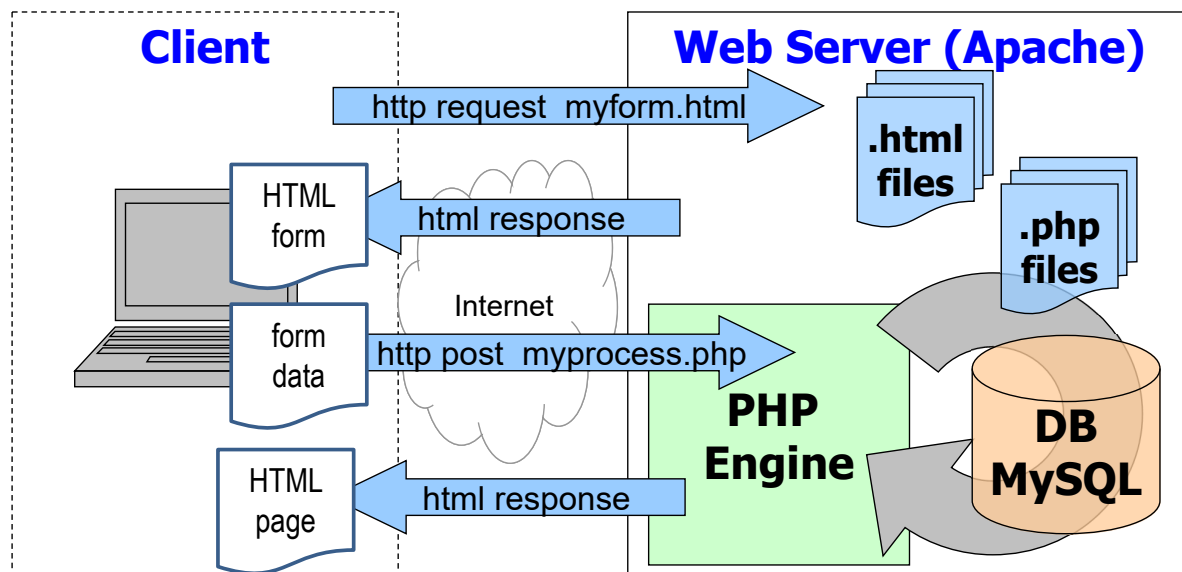 Client
Web Server (Apache)
http request  myform.html
.html
files
HTML
form
html response
.php
files
Internet
form
data
http post  myprocess.php
PHP
Engine
DB
MySQL
HTML
page
html response